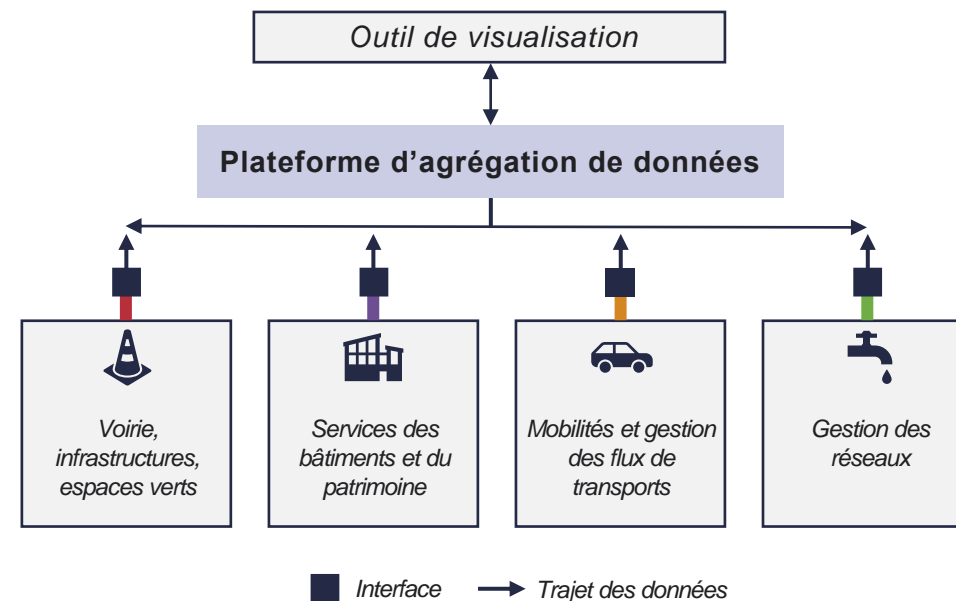 Outil de visualisation
Plateforme d’agrégation de données
Voirie,
infrastructures,
espaces verts
Services des
bâtiments et du
patrimoine
Mobilités et gestion
des flux de
transports
Gestion des
réseaux
Interface
Trajet des données